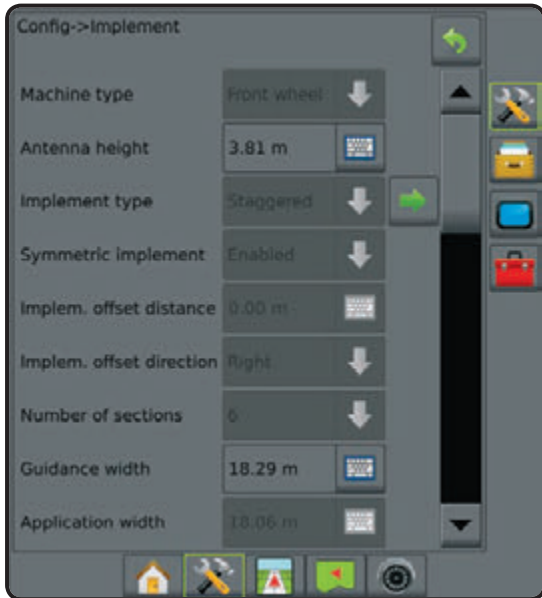 Config->Implement
Machine type Front wheel
Antenna height 3.81 m
Implement type Staggered
Symmetric implement Enabled
Implem. offset distance 0.00 m
Implem. offset direction Right
Number of sections 6
Guidance width 18.29 m
Application width 18.06 m